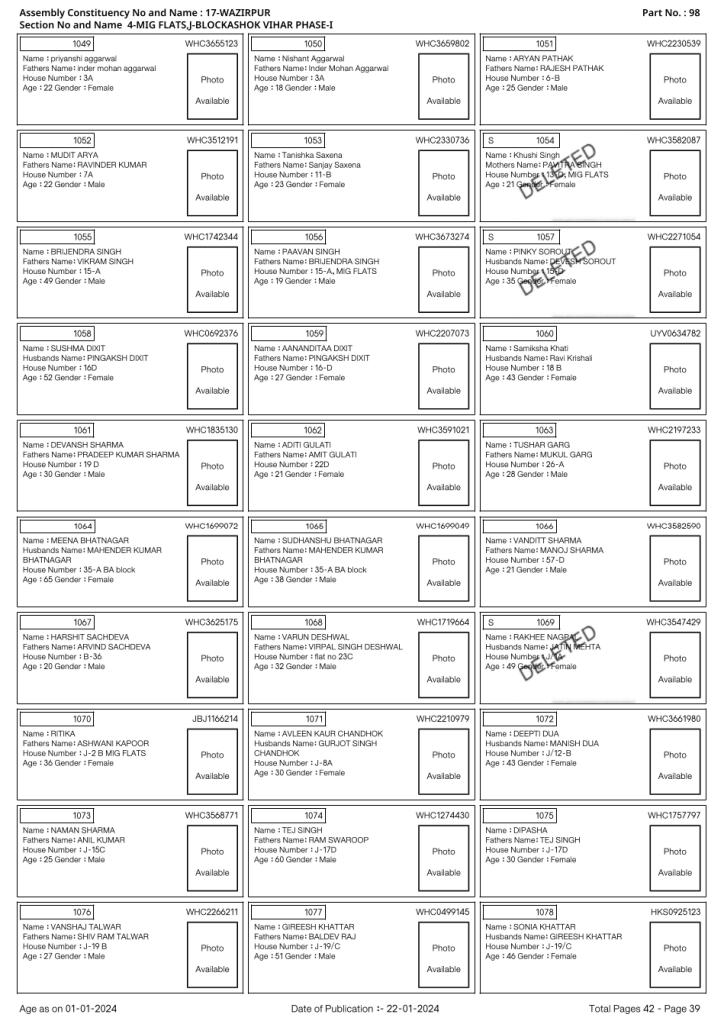 Assembly Constituency No and Name : 17-WAZIRPUR
Part No. : 98
Section No and Name 4-MIG FLATS,J-BLOCKASHOK VIHAR PHASE-I
1049 WHC3655123
Name : priyanshi aggarwal
Fathers Name: inder mohan aggarwal
House Number : 3A
Age : 22 Gender : Female
Photo
Available
1050 WHC3659802
Name : Nishant Aggarwal
Fathers Name: Inder Mohan Aggarwal
House Number : 3A
Age : 18 Gender : Male
Photo
Available
1051 WHC2230539
Name : ARYAN PATHAK
Fathers Name: RAJESH PATHAK
House Number : 6-B
Age : 25 Gender : Male
Photo
Available
1052 WHC3512191
Name : MUDIT ARYA
Fathers Name: RAVINDER KUMAR
House Number : 7A
Age : 22 Gender : Male
Photo
Available
1053 WHC2330736
Name : Tanishka Saxena
Fathers Name: Sanjay Saxena
House Number : 11-B
Age : 23 Gender : Female
Photo
Available
S 1054 WHC3582087
Name : Khushi Singh
Mothers Name: PAVITRA SINGH
House Number : MIG FLATS
Age : 21 Gender : Female
DELETED
Photo
Available
1055 WHC1742344
Name : BRIJENDRA SINGH
Fathers Name: VIKRAM SINGH
House Number : 15-A
Age : 49 Gender : Male
Photo
Available
1056 WHC3673274
Name : PAAVAN SINGH
Fathers Name: BRIJENDRA SINGH
House Number : 15-A, MIG FLATS
Age : 19 Gender : Male
Photo
Available
S 1057 WHC2271054
Name : PINKY SOROUT
Husbands Name: DEVESH SOROUT
House Number :
Age : 35 Gender : Female
DELETED
Photo
Available
1058 WHC0692376
Name : SUSHMA DIXIT
Husbands Name: PINGAKSH DIXIT
House Number : 16D
Age : 52 Gender : Female
Photo
Available
1059 WHC2207073
Name : AANANDITAA DIXIT
Fathers Name: PINGAKSH DIXIT
House Number : 16-D
Age : 27 Gender : Female
Photo
Available
1060 UYV0634782
Name : Samiksha Khati
Husbands Name: Ravi Krishali
House Number : 18 B
Age : 43 Gender : Female
Photo
Available
1061 WHC1835130
Name : DEVANSH SHARMA
Fathers Name: PRADEEP KUMAR SHARMA
House Number : 19 D
Age : 30 Gender : Male
Photo
Available
1062 WHC3591021
Name : ADITI GULATI
Fathers Name: AMIT GULATI
House Number : 22D
Age : 21 Gender : Female
Photo
Available
1063 WHC2197233
Name : TUSHAR GARG
Fathers Name: MUKUL GARG
House Number : 26-A
Age : 28 Gender : Male
Photo
Available
1064 WHC1699072
Name : MEENA BHATNAGAR
Husbands Name: MAHENDER KUMAR
BHATNAGAR
House Number : 35-A BA block
Age : 65 Gender : Female
Photo
Available
1065 WHC1699049
Name : SUDHANSHU BHATNAGAR
Fathers Name: MAHENDER KUMAR
BHATNAGAR
House Number : 35-A BA block
Age : 38 Gender : Male
Photo
Available
1066 WHC3582590
Name : VANDITT SHARMA
Fathers Name: MANOJ SHARMA
House Number : 57-D
Age : 21 Gender : Male
Photo
Available
1067 WHC3625175
Name : HARSHIT SACHDEVA
Fathers Name: ARVIND SACHDEVA
House Number : B-36
Age : 20 Gender : Male
Photo
Available
1068 WHC1719664
Name : VARUN DESHWAL
Fathers Name: VIRPAL SINGH DESHWAL
House Number : flat no 23C
Age : 32 Gender : Male
Photo
Available
S 1069 WHC3547429
Name : RAKHEE NAGPAL
Husbands Name: JATIN MEHTA
House Number :
Age : 49 Gender : Female
DELETED
Photo
Available
1070 JBJ1166214
Name : RITIKA
Fathers Name: ASHWANI KAPOOR
House Number : J-2 B MIG FLATS
Age : 36 Gender : Female
Photo
Available
1071 WHC2210979
Name : AVLEEN KAUR CHANDHOK
Husbands Name: GURJOT SINGH
CHANDHOK
House Number : J-8A
Age : 30 Gender : Female
Photo
Available
1072 WHC3661980
Name : DEEPTI DUA
Husbands Name: MANISH DUA
House Number : J/12-B
Age : 43 Gender : Female
Photo
Available
1073 WHC3568771
Name : NAMAN SHARMA
Fathers Name: ANIL KUMAR
House Number : J-15C
Age : 25 Gender : Male
Photo
Available
1074 WHC1274430
Name : TEJ SINGH
Fathers Name: RAM SWAROOP
House Number : J-17D
Age : 60 Gender : Male
Photo
Available
1075 WHC1757797
Name : DIPASHA
Fathers Name: TEJ SINGH
House Number : J-17D
Age : 30 Gender : Female
Photo
Available
1076 WHC2266211
Name : VANSHAJ TALWAR
Fathers Name: SHIV RAM TALWAR
House Number : J-19 B
Age : 27 Gender : Male
Photo
Available
1077 WHC0499145
Name : GIREESH KHATTAR
Fathers Name: BALDEV RAJ
House Number : J-19/C
Age : 51 Gender : Male
Photo
Available
1078 HKS0925123
Name : SONIA KHATTAR
Husbands Name: GIREESH KHATTAR
House Number : J-19/C
Age : 46 Gender : Female
Photo
Available
Age as on 01-01-2024
Date of Publication :- 22-01-2024
Total Pages 42 - Page 39